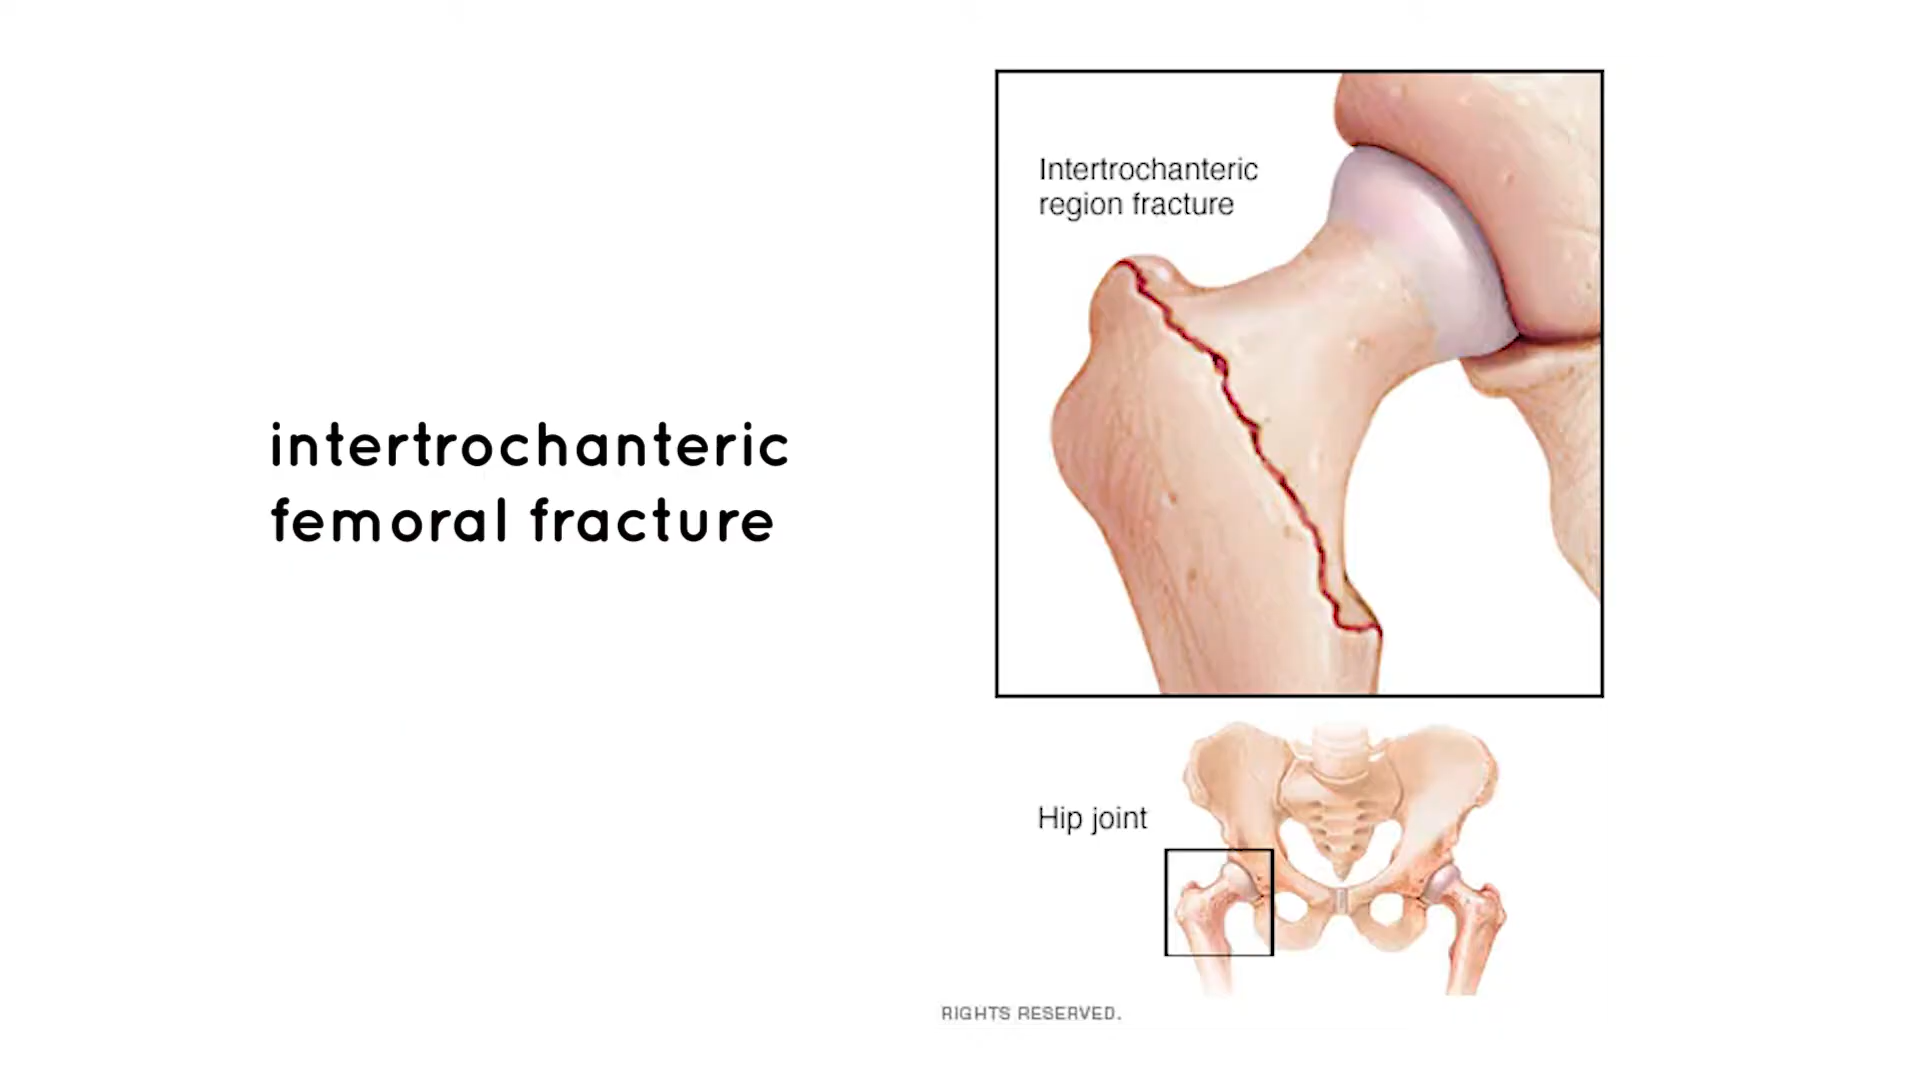 intertrochanteric
femoral fracture
Intertrochanteric
region fracture
Hip joint
RIGHTS RESERVED.